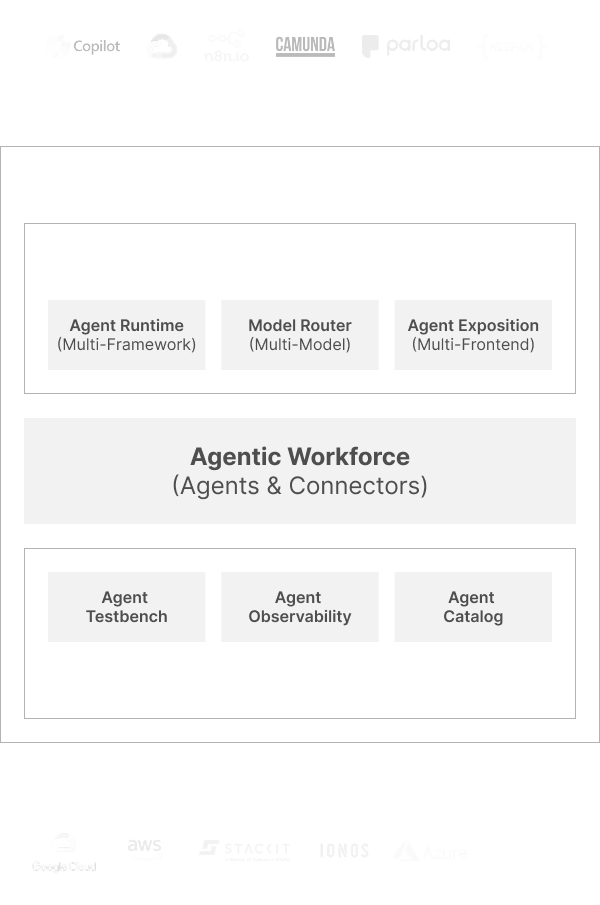 Copilot
n8n.io
CAMUNDA
parloa
Agent Runtime
(Multi-Framework)
Model Router
(Multi-Model)
Agent Exposition
(Multi-Frontend)
Agentic Workforce
(Agents & Connectors)
Agent
Testbench
Agent
Observability
Agent
Catalog
Google Cloud
aws
STACKIT
IONOS
Azure